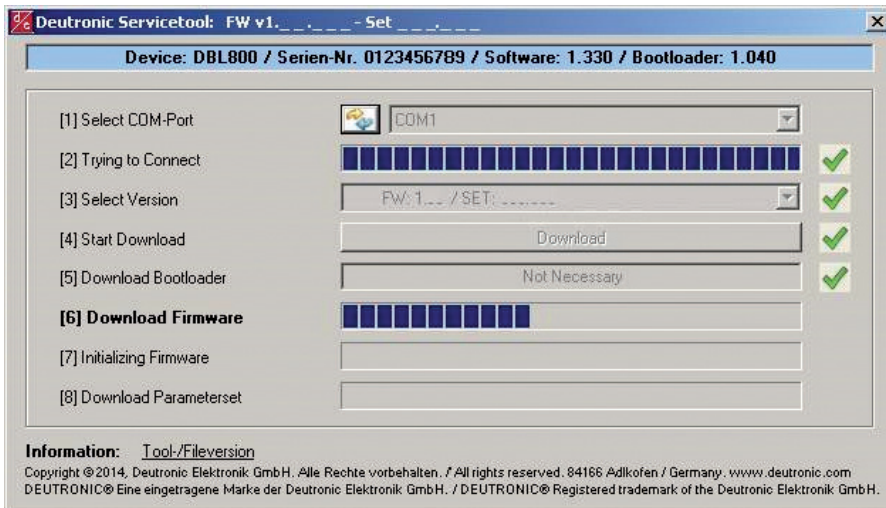 Deutronic Servicetool: FW v1._ _._ _ _ - Set _ _ _._ _ _
Device: DBL800 / Serien-Nr. 0123456789 / Software: 1.330 / Bootloader: 1.040
[1] Select COM-Port COM1
[2] Trying to Connect
[3] Select Version FW: 1._ _ / SET: _ _ _._ _ _
[4] Start Download Download
[5] Download Bootloader Not Necessary
[6] Download Firmware
[7] Initializing Firmware
[8] Download Parameterset
Information: Tool-/Fileversion
Copyright @ 2014, Deutronic Elektronik GmbH. Alle Rechte vorbehalten. / All rights reserved. 84166 Adlkofen / Germany. www.deutronic.com
DEUTRONIC® Eine eingetragene Marke der Deutronic Elektronik GmbH. / DEUTRONIC® Registered trademark of the Deutronic Elektronik GmbH.